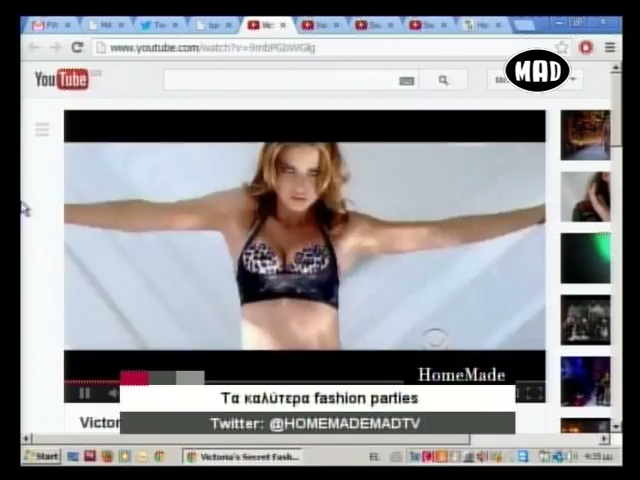 www.youtube.com/watch?v=9mbPGbWGlg
YouTube
MAD
HomeMade
Τα καλύτερα fashion parties
Victor
Twitter: @HOMEMADEMADTV
Start
Victoria's Secret Fash...
EL